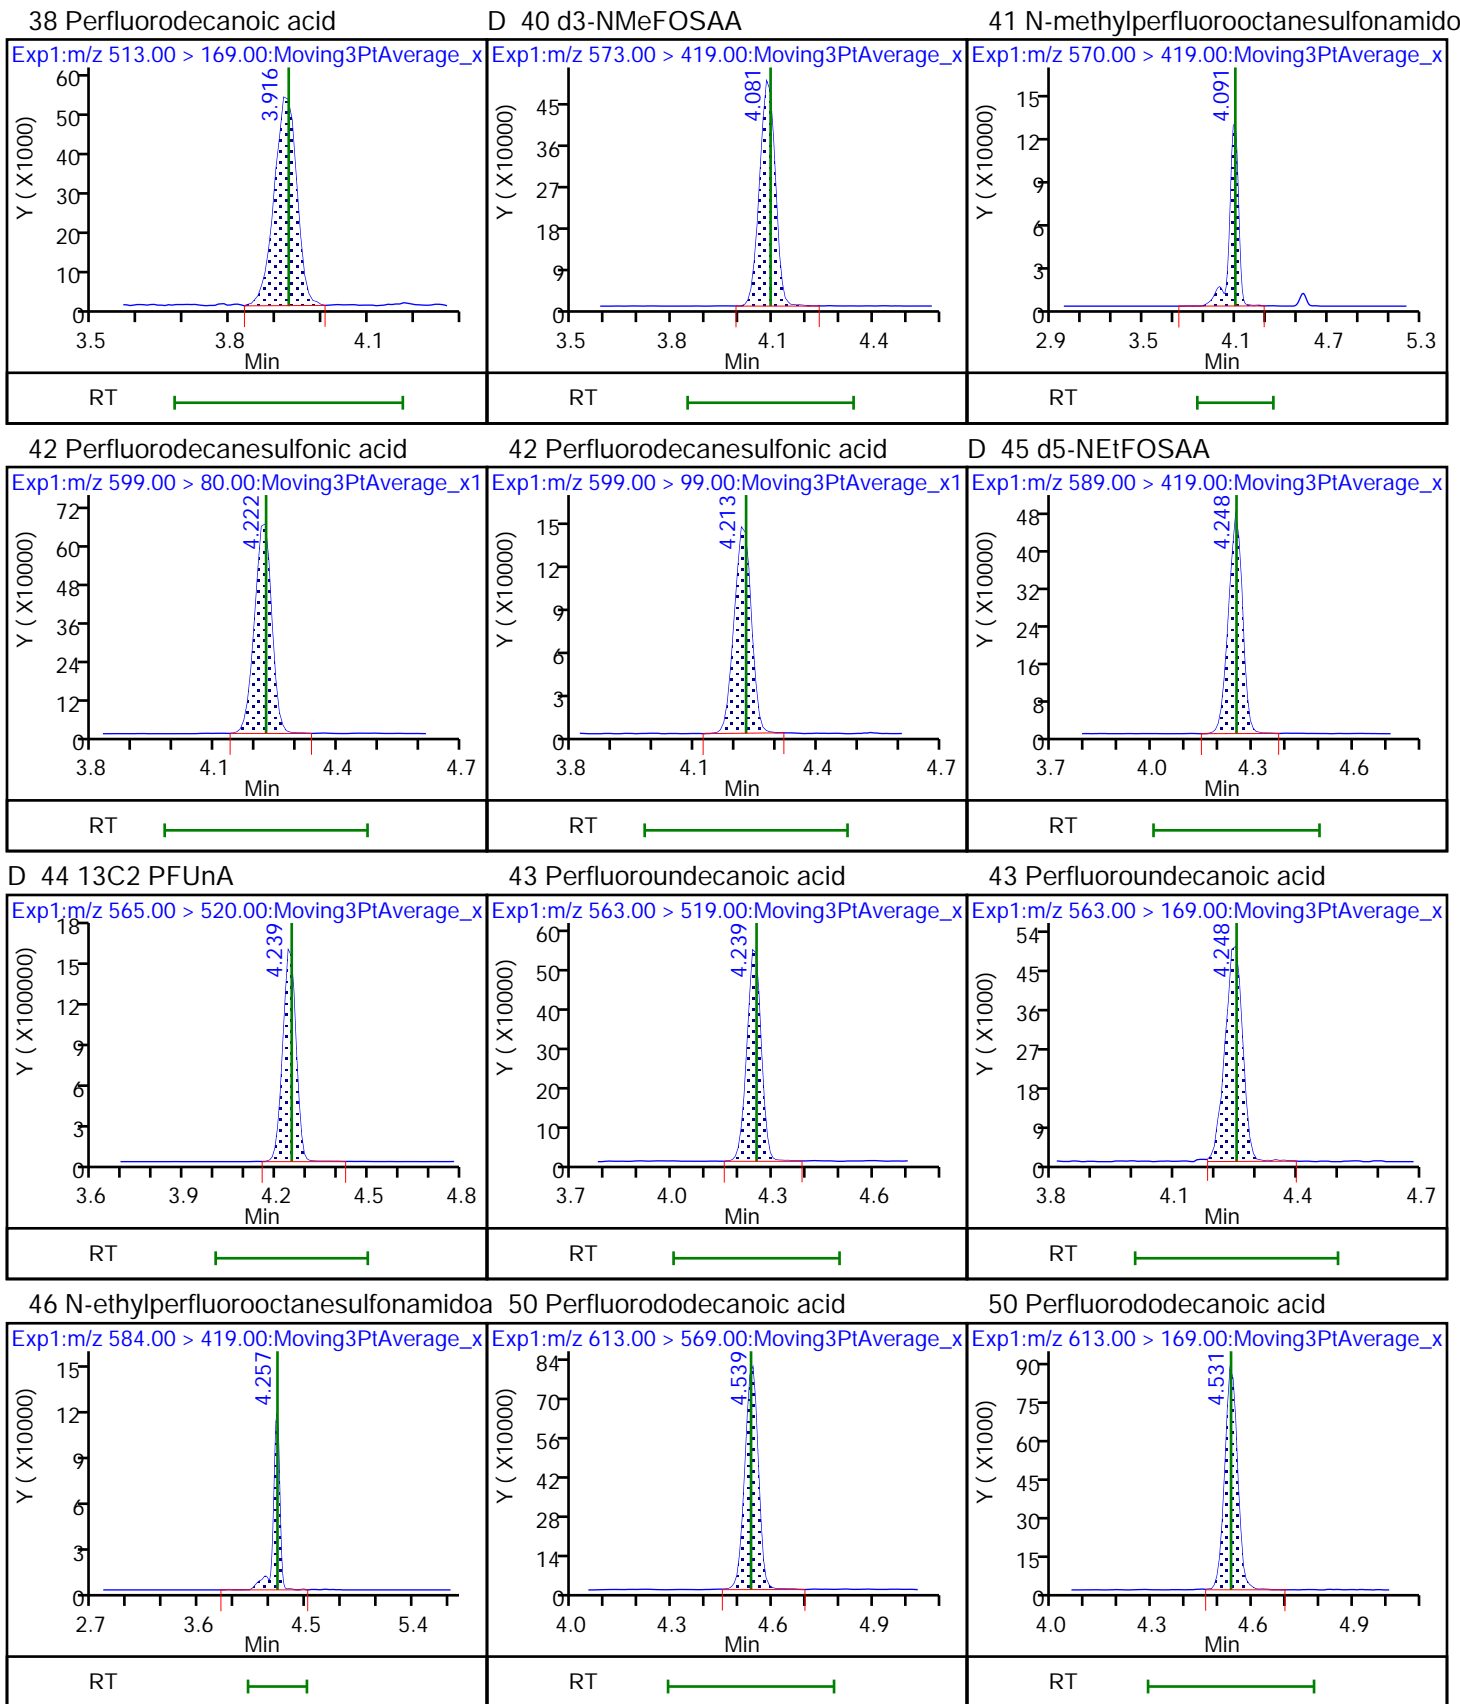 38 Perfluorodecanoic acid
Exp1:m/z 513.00 > 169.00:Moving3PtAverage_x
Y ( X1000)
60
50
40
30
20
10
0
3.916
3.5 3.8 4.1
Min
RT
D 40 d3-NMeFOSAA
Exp1:m/z 573.00 > 419.00:Moving3PtAverage_x
Y ( X10000)
45
36
27
18
9
0
4.081
3.5 3.8 4.1 4.4
Min
RT
41 N-methylperfluorooctanesulfonamido
Exp1:m/z 570.00 > 419.00:Moving3PtAverage_x
Y ( X10000)
15
12
9
6
3
0
4.091
2.9 3.5 4.1 4.7 5.3
Min
RT
42 Perfluorodecanesulfonic acid
Exp1:m/z 599.00 > 80.00:Moving3PtAverage_x1
Y ( X10000)
72
60
48
36
24
12
0
4.222
3.8 4.1 4.4 4.7
Min
RT
42 Perfluorodecanesulfonic acid
Exp1:m/z 599.00 > 99.00:Moving3PtAverage_x1
Y ( X10000)
15
12
9
6
3
0
4.213
3.8 4.1 4.4 4.7
Min
RT
D 45 d5-NEtFOSAA
Exp1:m/z 589.00 > 419.00:Moving3PtAverage_x
Y ( X10000)
48
40
32
24
16
8
0
4.248
3.7 4.0 4.3 4.6
Min
RT
D 44 13C2 PFUnA
Exp1:m/z 565.00 > 520.00:Moving3PtAverage_x
Y ( X100000)
18
15
12
9
6
3
0
4.239
3.6 3.9 4.2 4.5 4.8
Min
RT
43 Perfluoroundecanoic acid
Exp1:m/z 563.00 > 519.00:Moving3PtAverage_x
Y ( X10000)
60
50
40
30
20
10
0
4.239
3.7 4.0 4.3 4.6
Min
RT
43 Perfluoroundecanoic acid
Exp1:m/z 563.00 > 169.00:Moving3PtAverage_x
Y ( X1000)
54
45
36
27
18
9
0
4.248
3.8 4.1 4.4 4.7
Min
RT
46 N-ethylperfluorooctanesulfonamidoa
Exp1:m/z 584.00 > 419.00:Moving3PtAverage_x
Y ( X10000)
15
12
9
6
3
0
4.257
2.7 3.6 4.5 5.4
Min
RT
50 Perfluorododecanoic acid
Exp1:m/z 613.00 > 569.00:Moving3PtAverage_x
Y ( X10000)
84
70
56
42
28
14
0
4.539
4.0 4.3 4.6 4.9
Min
RT
50 Perfluorododecanoic acid
Exp1:m/z 613.00 > 169.00:Moving3PtAverage_x
Y ( X1000)
90
75
60
45
30
15
0
4.531
4.0 4.3 4.6 4.9
Min
RT